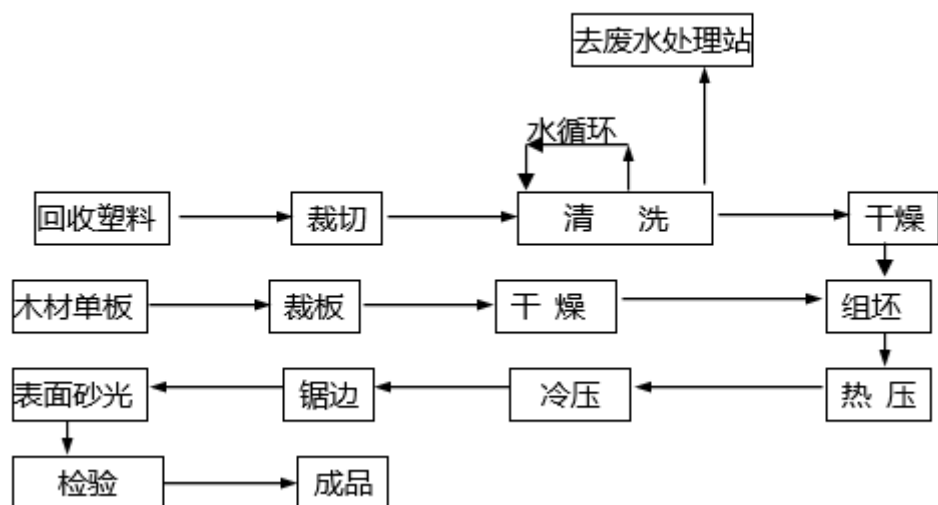 去废水处理站
水循环
回收塑料
裁切
清 洗
干燥
木材单板
裁板
干 燥
组坯
表面砂光
锯边
冷压
热 压
检验
成品